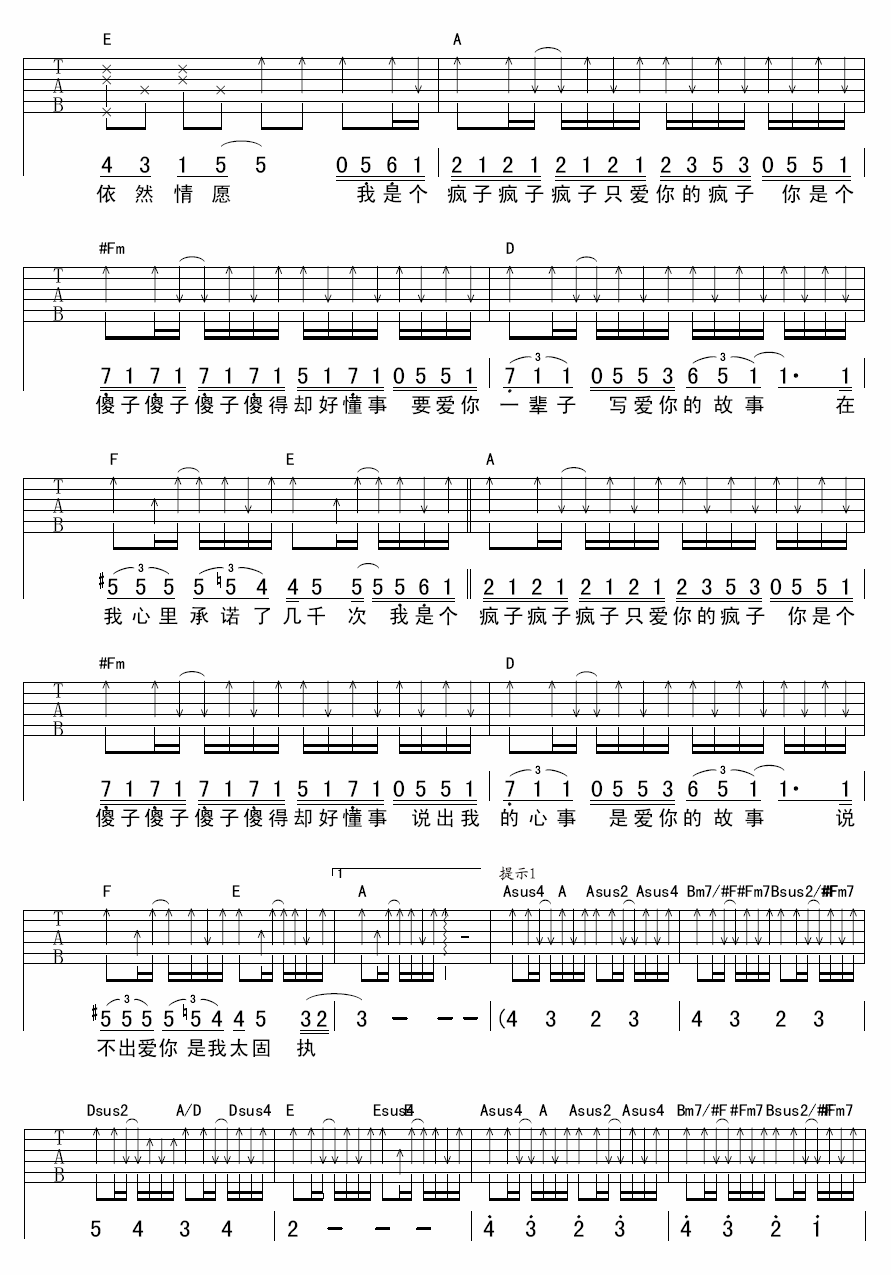 E A
T
A
B
4 3 1 5 5 0 5 6 1 2 1 2 1 2 1 2 1 2 3 5 3 0 5 5 1
依然情愿 我是个疯子疯子疯子只爱你的疯子 你是个
#Fm D
T
A
B
7 1 7 1 7 1 7 1 5 1 7 1 0 5 5 1 7 1 1 0 5 5 3 6 5 1 1· 1
3 3
傻子傻子傻子傻得却好懂事 要爱你 一辈子 写爱你的故事 在
F E A
T
A
B
3 3
#5 5 5 5 ♮5 4 4 5 5 5 5 6 1 2 1 2 1 2 1 2 1 2 3 5 3 0 5 5 1
我心里承诺了几千次 我是个 疯子疯子疯子只爱你的疯子 你是个
#Fm D
T
A
B
3 3
7 1 7 1 7 1 7 1 5 1 7 1 0 5 5 1 7 1 1 0 5 5 3 6 5 1 1· 1
傻子傻子傻子傻得却好懂事 说出我 的心事 是爱你的故事 说
1 提示1
F E A Asus4 A Asus2 Asus4 Bm7/#F#Fm7Bsus2/#F#Fm7
T
A
B
3 3
#5 5 5 5 ♮5 4 4 5 3 2 3 – – – (4 3 2 3 4 3 2 3
不出爱你 是我太固执
Dsus2 A/D Dsus4 E Esus4 E Asus4 A Asus2 Asus4 Bm7/#F #Fm7Bsus2/#F#Fm7
T
A
B
5 4 3 4 2 – – – 4 3 2 3 4 3 2 1